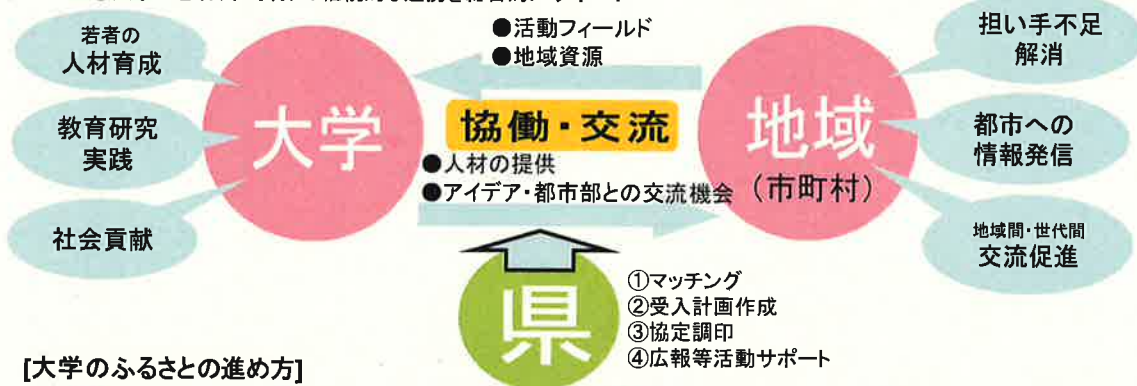 若者の
人材育成
教育研究
実践
社会貢献
大学
●活動フィールド
●地域資源
協働・交流
●人材の提供
●アイデア・都市部との交流機会
地域
(市町村)
担い手不足
解消
都市への
情報発信
地域間・世代間
交流促進
県
①マッチング
②受入計画作成
③協定調印
④広報等活動サポート
[大学のふるさとの進め方]